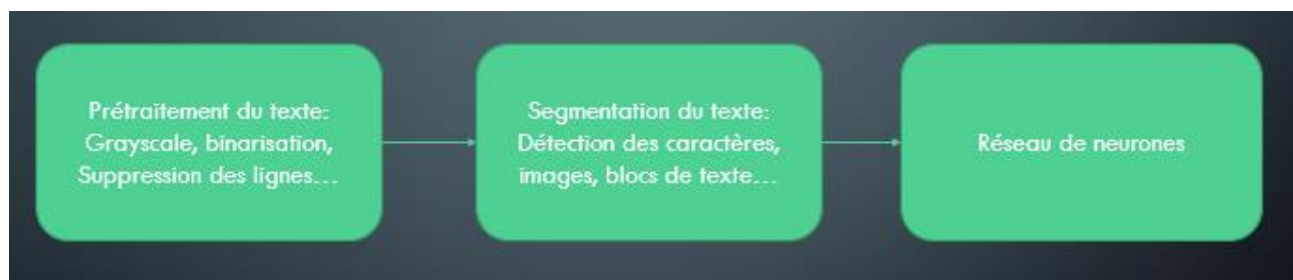 Prétraitement du texte:
Grayscale, binarisation,
Suppression des lignes…
Segmentation du texte:
Détection des caractères,
images, blocs de texte…
Réseau de neurones